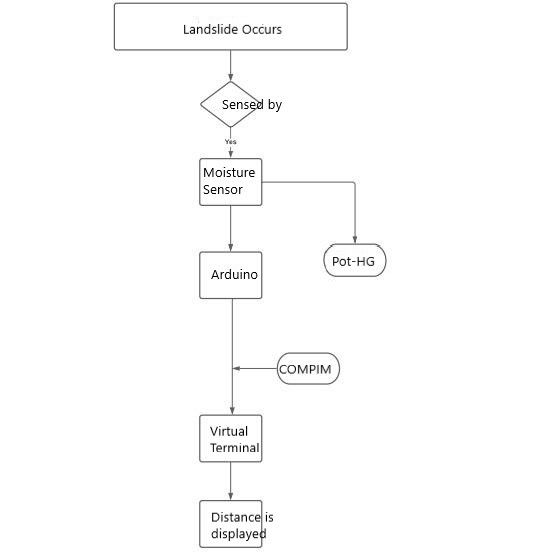 Landslide Occurs
Sensed by
Yes
Moisture
Sensor
Pot-HG
Arduino
COMPIM
Virtual
Terminal
Distance is
displayed